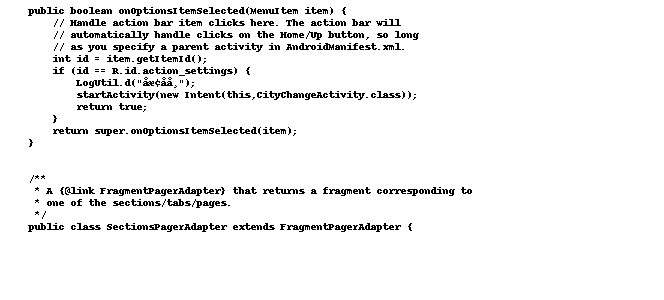 public boolean onOptionsItemSelected(MenuItem item) {
// Handle action bar item clicks here. The action bar will
// automatically handle clicks on the Home/Up button, so long
// as you specify a parent activity in AndroidManifest.xml.
int id = item.getItemId();
if (id == R.id.action_settings) {
LogUtil.d("åæ¢åå¸");
startActivity(new Intent(this,CityChangeActivity.class));
return true;
}
return super.onOptionsItemSelected(item);
}
/**
* A {@link FragmentPagerAdapter} that returns a fragment corresponding to
* one of the sections/tabs/pages.
*/
public class SectionsPagerAdapter extends FragmentPagerAdapter {